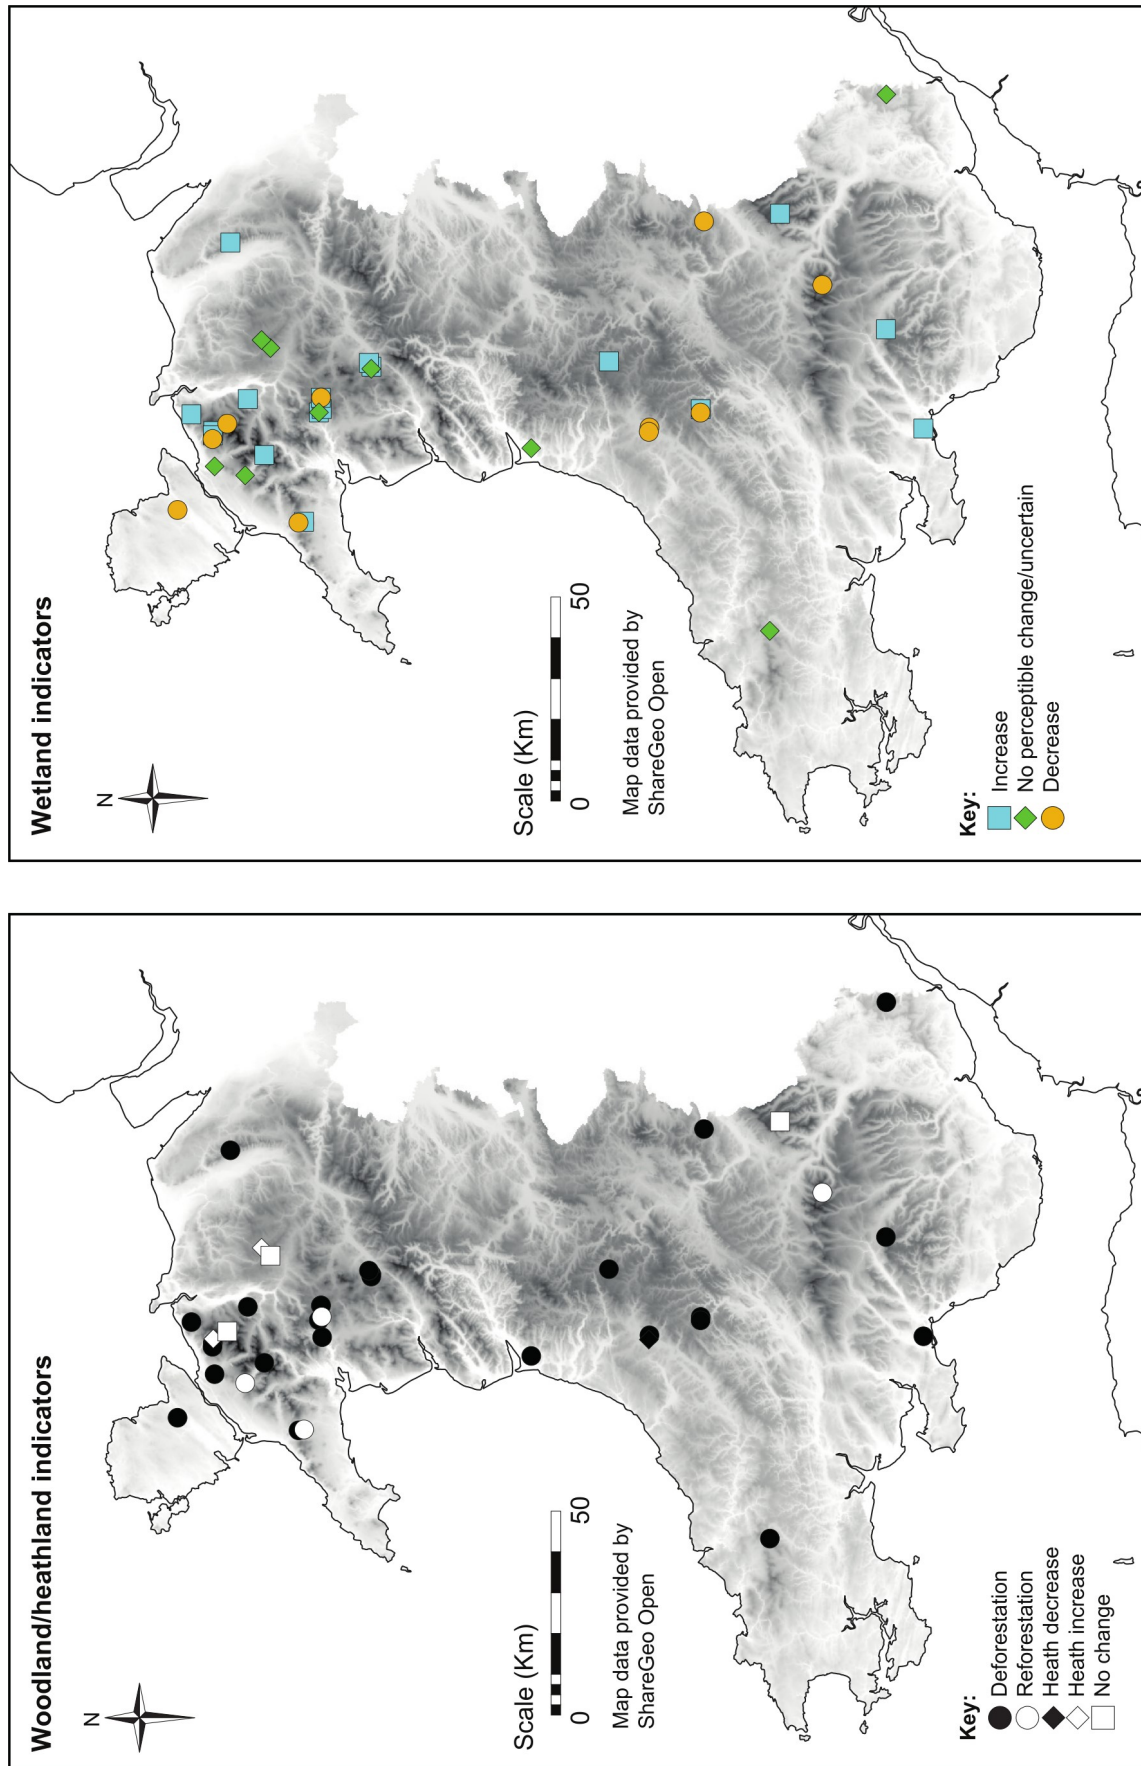 Woodland/heathland indicators
N
Scale (Km)
0
50
Map data provided by
ShareGeo Open
Key:
Deforestation
Reforestation
Heath decrease
Heath increase
No change
Wetland indicators
N
Scale (Km)
0
50
Map data provided by
ShareGeo Open
Key:
Increase
No perceptible change/uncertain
Decrease